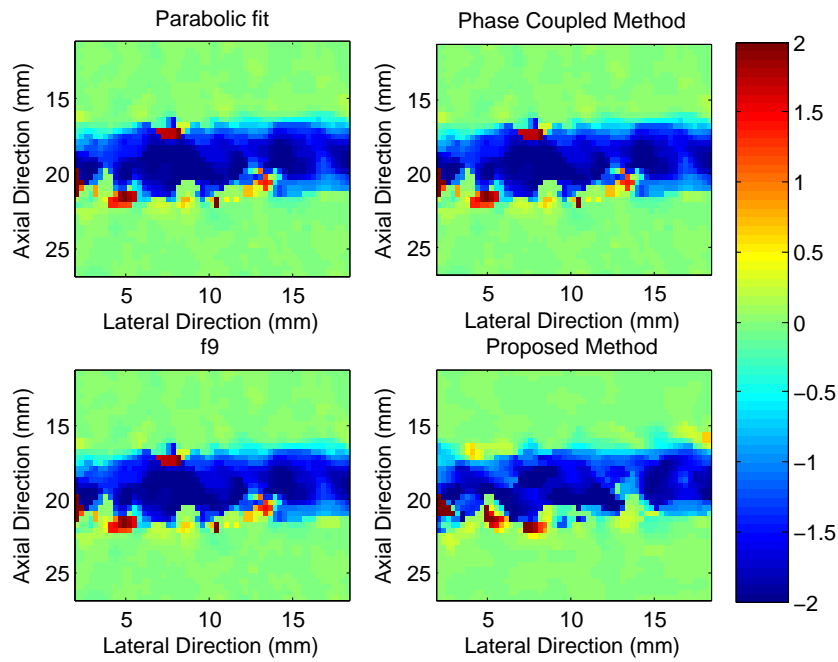 Parabolic fit
Axial Direction (mm)
15
20
25
5 10 15
Lateral Direction (mm)
Phase Coupled Method
Axial Direction (mm)
15
20
25
5 10 15
Lateral Direction (mm)
f9
Axial Direction (mm)
15
20
25
5 10 15
Lateral Direction (mm)
Proposed Method
Axial Direction (mm)
15
20
25
5 10 15
Lateral Direction (mm)
2
1.5
1
0.5
0
−0.5
−1
−1.5
−2